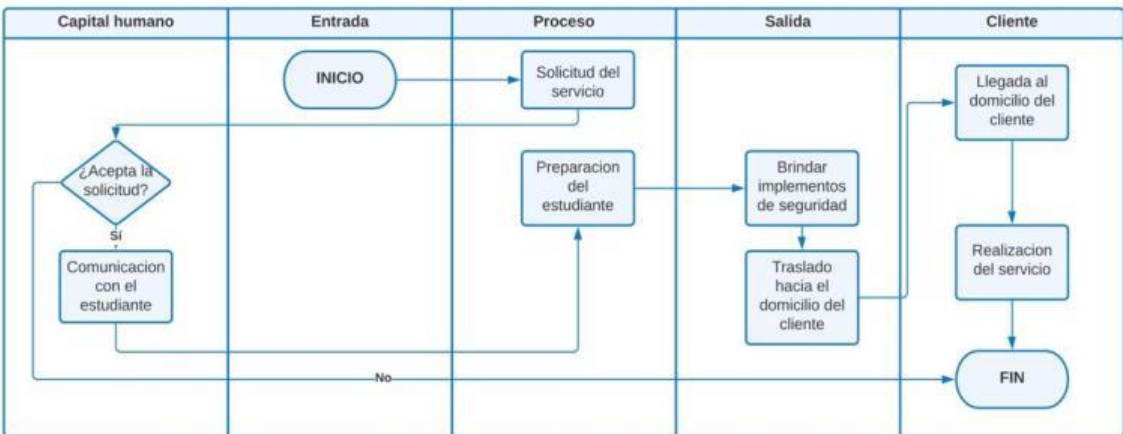 Capital humano
Entrada
Proceso
Salida
Cliente
INICIO
Solicitud del
servicio
¿Acepta la
solicitud?
Sí
Comunicacion
con el
estudiante
Preparacion
del
estudiante
Brindar
implementos
de seguridad
Traslado
hacia el
domicilio del
cliente
Llegada al
domicilio del
cliente
Realizacion
del servicio
No
FIN